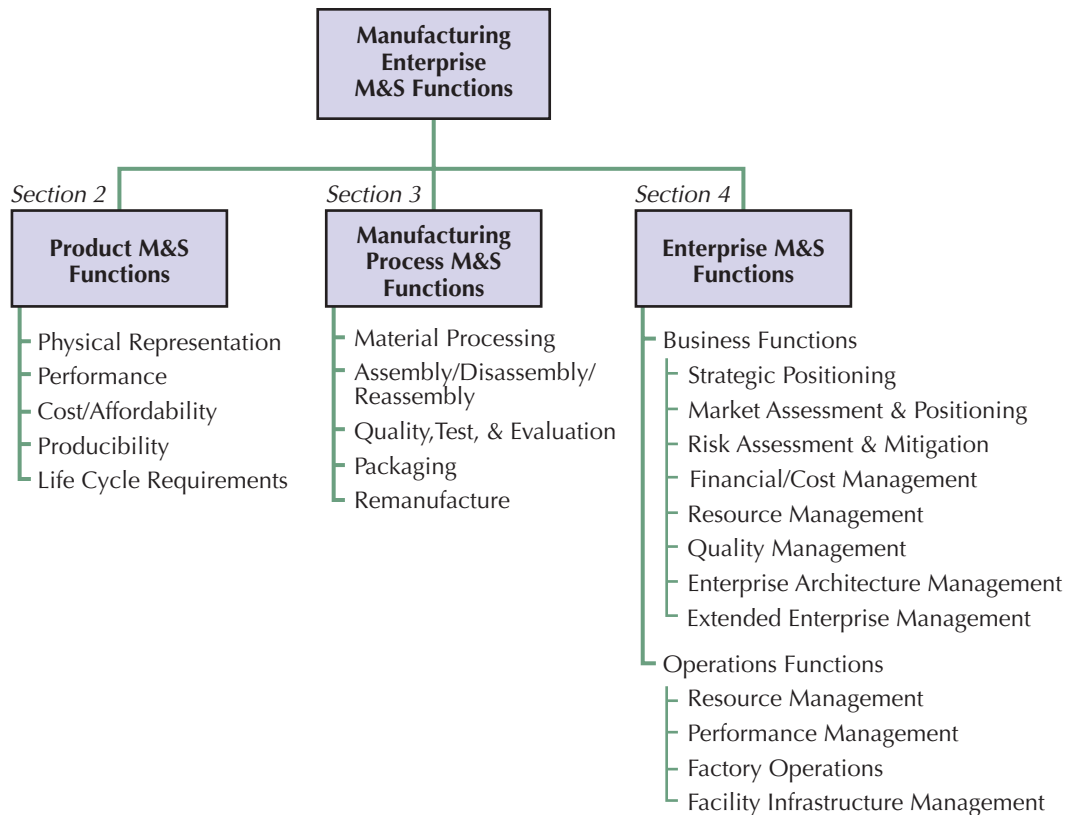 Manufacturing
Enterprise
M&S Functions
Section 2
Product M&S
Functions
Physical Representation
Performance
Cost/Affordability
Producibility
Life Cycle Requirements
Section 3
Manufacturing
Process M&S
Functions
Material Processing
Assembly/Disassembly/
Reassembly
Quality,Test, & Evaluation
Packaging
Remanufacture
Section 4
Enterprise M&S
Functions
Business Functions
Strategic Positioning
Market Assessment & Positioning
Risk Assessment & Mitigation
Financial/Cost Management
Resource Management
Quality Management
Enterprise Architecture Management
Extended Enterprise Management
Operations Functions
Resource Management
Performance Management
Factory Operations
Facility Infrastructure Management